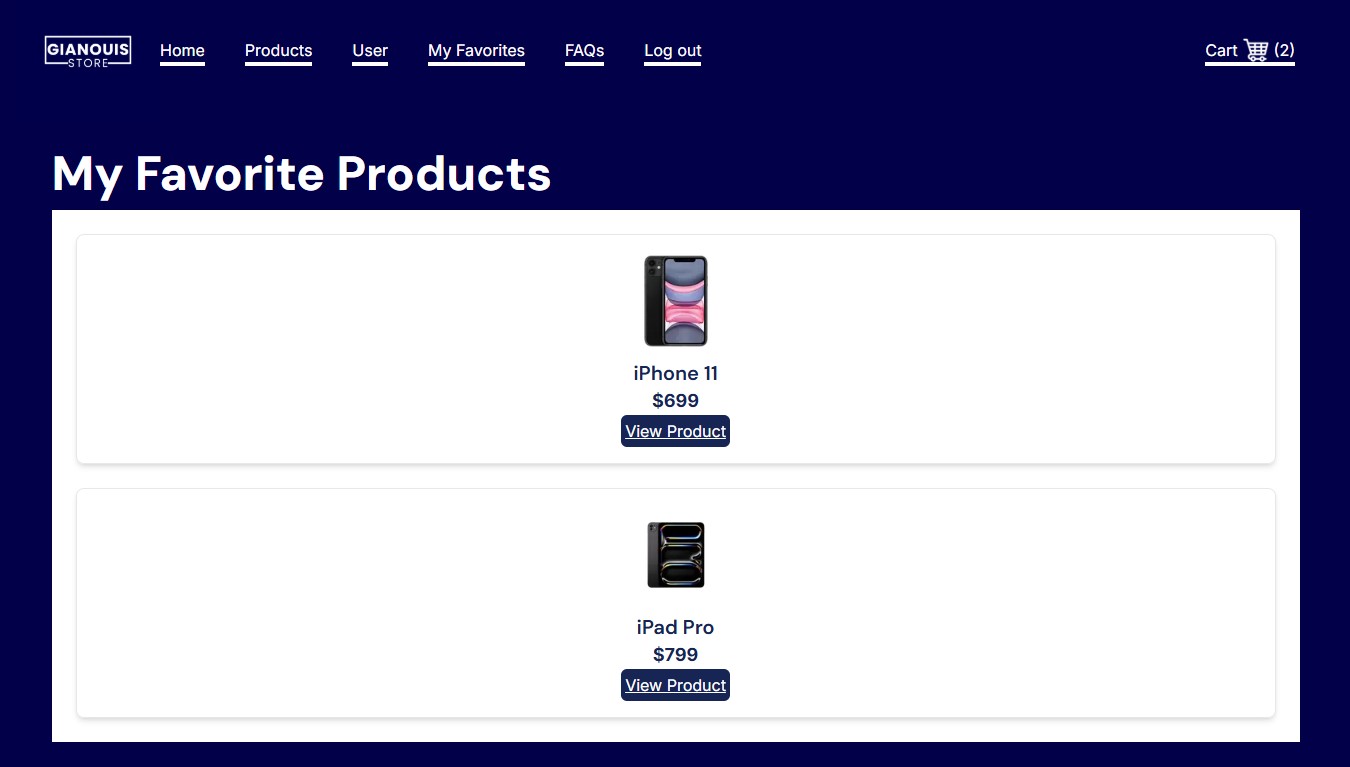 GIANOUIS
STORE
Home Products User My Favorites FAQs Log out Cart (2)
My Favorite Products
iPhone 11
$699
View Product
iPad Pro
$799
View Product